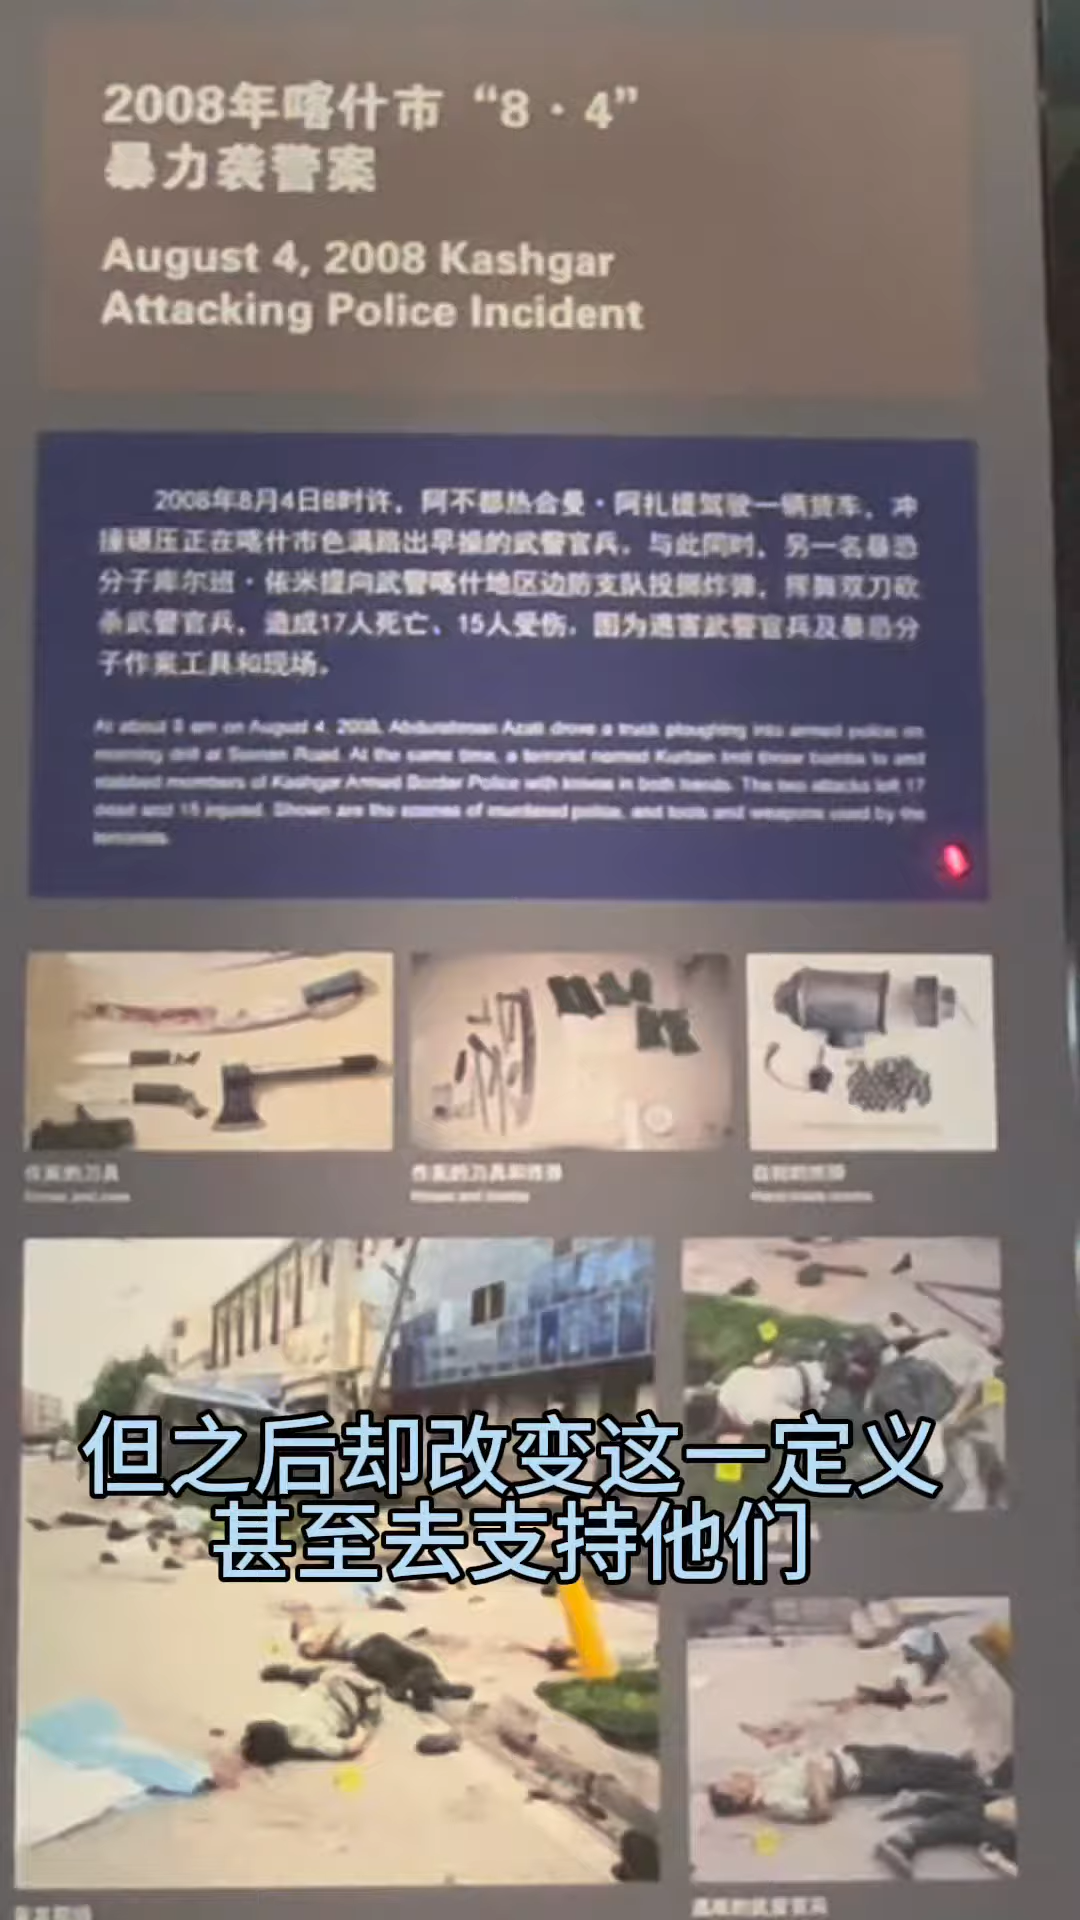 2008年喀什市“8·4”
暴力袭警案
August 4, 2008 Kashgar
Attacking Police Incident
2008年8月4日8时许，阿不都热合曼·阿扎提驾驶一辆货车，冲
撞碾压正在喀什市色满路出早操的武警官兵。与此同时，另一名暴恐
分子库尔班·依米提向武警喀什地区边防支队投掷炸弹，挥舞双刀砍
杀武警官兵，造成17人死亡、15人受伤。图为遇害武警官兵及暴恐分
子作案工具和现场。
At about 8 am on August 4, 2008, Abdurahman Azati drove a truck ploughing into armed police on
morning drill at Seman Road. At the same time, a terrorist named Kurban threw bombs to and
stabbed members of Kashgar Armed Border Police with knives in both hands. The two attacks left 17
dead and 15 injured. Shown are the scenes of murdered police, and tools and weapons used by the
terrorists.
作案的刀具
作案的刀具和炸弹
自制的炸弹
但之后却改变这一定义
甚至去支持他们
遇难的武警官兵